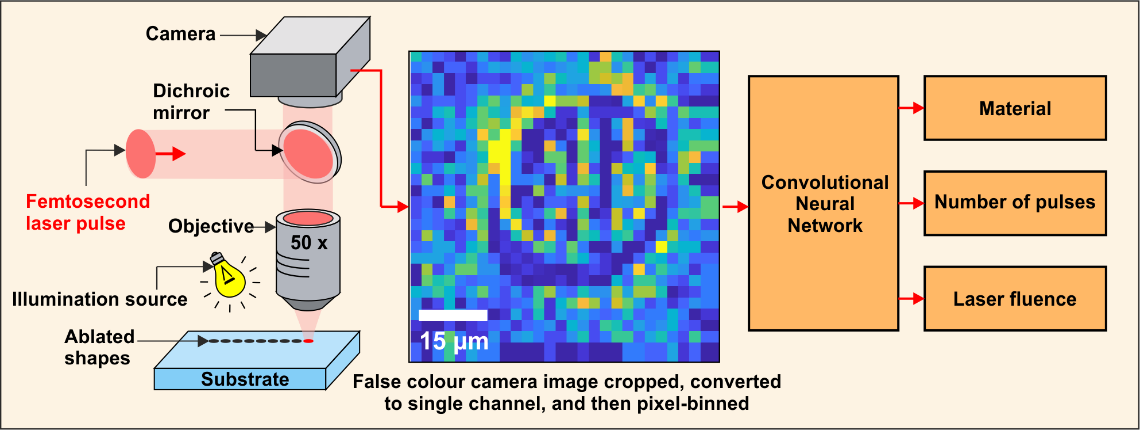 Camera
Dichroic
mirror
Femtosecond
laser pulse
Objective
50 x
Illumination source
Ablated
shapes
Substrate
15 µm
False colour camera image cropped, converted
to single channel, and then pixel-binned
Convolutional
Neural
Network
Material
Number of pulses
Laser fluence